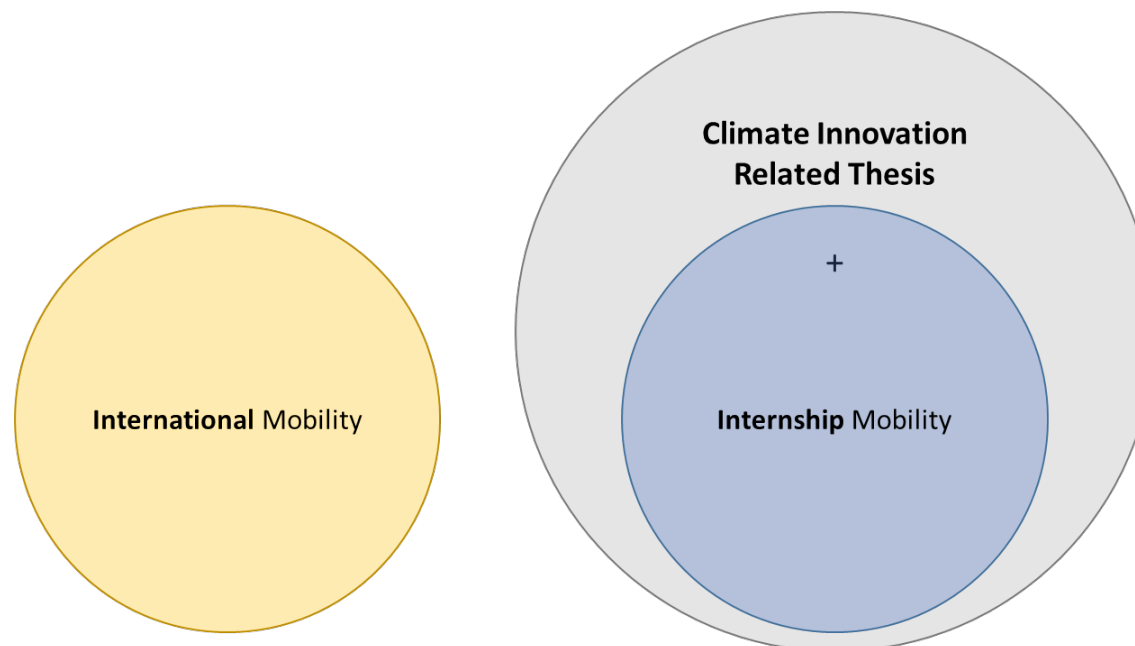 Climate Innovation
Related Thesis
+
International Mobility
Internship Mobility